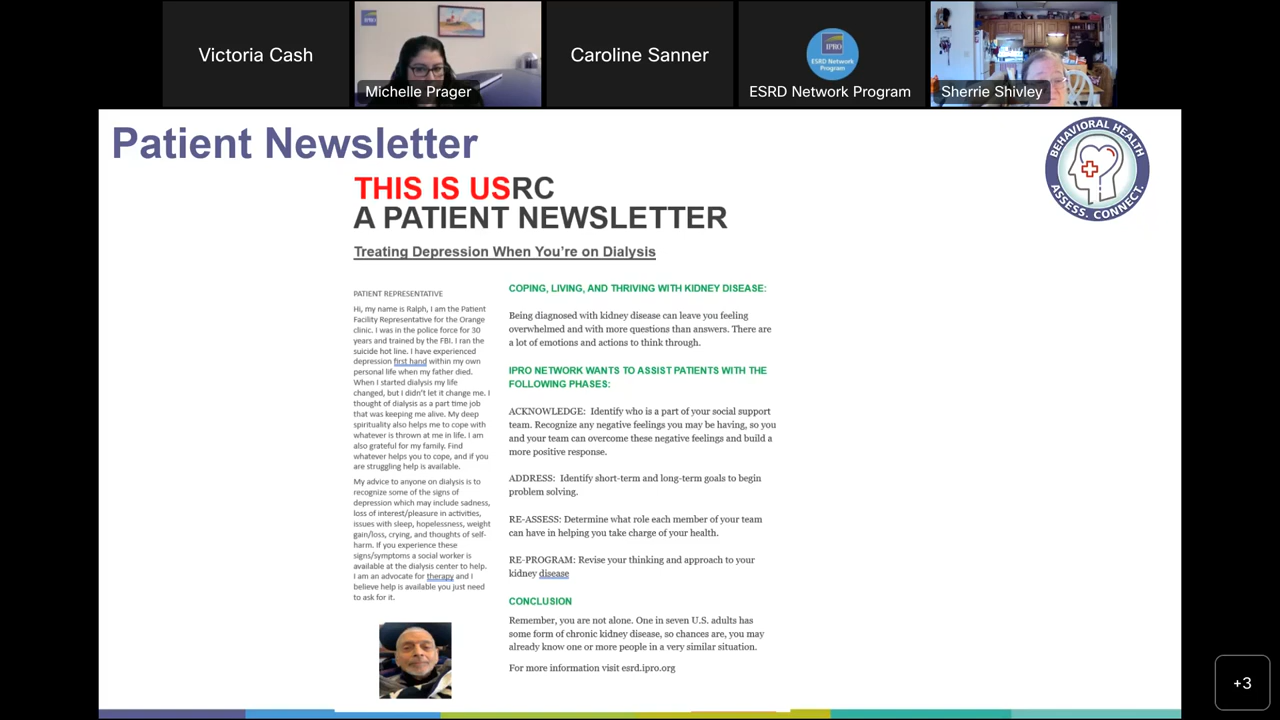 Victoria Cash
IPRO
Michelle Prager
Caroline Sanner
IPRO
ESRD Network
Program
ESRD Network Program
Sherrie Shivley
Patient Newsletter
BEHAVIORAL HEALTH
ASSESS. CONNECT.
THIS IS USRC
A PATIENT NEWSLETTER
Treating Depression When You're on Dialysis
PATIENT REPRESENTATIVE
Hi, my name is Ralph, I am the Patient
Facility Representative for the Orange
clinic. I was in the police force for 30
years and trained by the FBI. I ran the
suicide hot line. I have experienced
depression first hand within my own
personal life when my father died.
When I started dialysis my life
changed, but I didn't let it change me. I
thought of dialysis as a part time job
that was keeping me alive. My deep
spirituality also helps me to cope with
whatever is thrown at me in life. I am
also grateful for my family. Find
whatever helps you to cope, and if you
are struggling help is available.
My advice to anyone on dialysis is to
recognize some of the signs of
depression which may include sadness,
loss of interest/pleasure in activities,
issues with sleep, hopelessness, weight
gain/loss, crying, and thoughts of self-
harm. If you experience these
signs/symptoms a social worker is
available at the dialysis center to help.
I am an advocate for therapy and I
believe help is available you just need
to ask for it.
COPING, LIVING, AND THRIVING WITH KIDNEY DISEASE:
Being diagnosed with kidney disease can leave you feeling
overwhelmed and with more questions than answers. There are
a lot of emotions and actions to think through.
IPRO NETWORK WANTS TO ASSIST PATIENTS WITH THE
FOLLOWING PHASES:
ACKNOWLEDGE: Identify who is a part of your social support
team. Recognize any negative feelings you may be having, so you
and your team can overcome these negative feelings and build a
more positive response.
ADDRESS: Identify short-term and long-term goals to begin
problem solving.
RE-ASSESS: Determine what role each member of your team
can have in helping you take charge of your health.
RE-PROGRAM: Revise your thinking and approach to your
kidney disease
CONCLUSION
Remember, you are not alone. One in seven U.S. adults has
some form of chronic kidney disease, so chances are, you may
already know one or more people in a very similar situation.
For more information visit esrd.ipro.org
+3